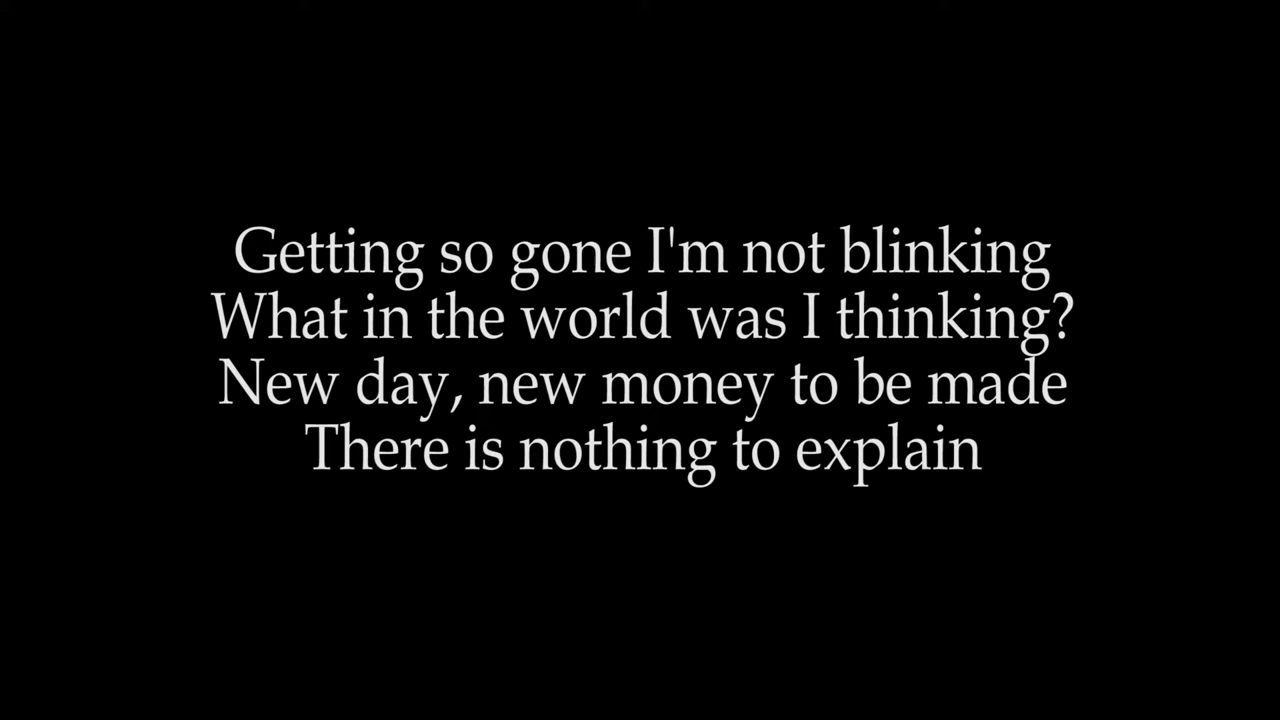 Getting so gone I'm not blinking
What in the world was I thinking?
New day, new money to be made
There is nothing to explain